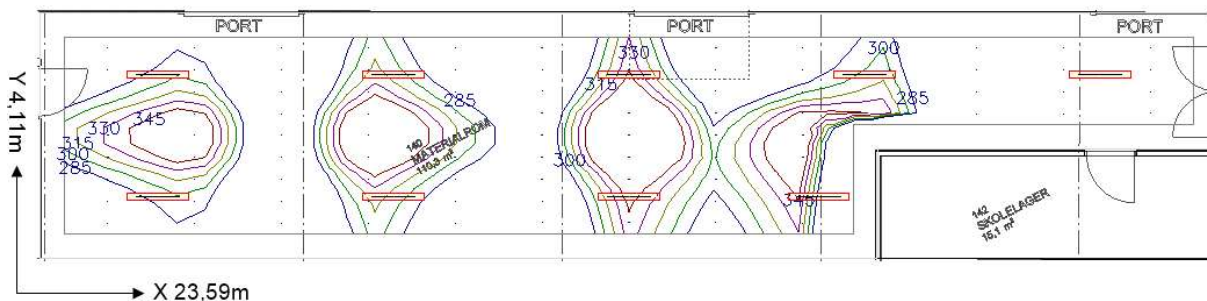 PORT
PORT
PORT
330
300
315
285
285
345
330
315
300
285
300
345
140
MATERIALROM
110,3 m²
142
SKOLELAGER
15,1 m²
Y 4,11m
X 23,59m